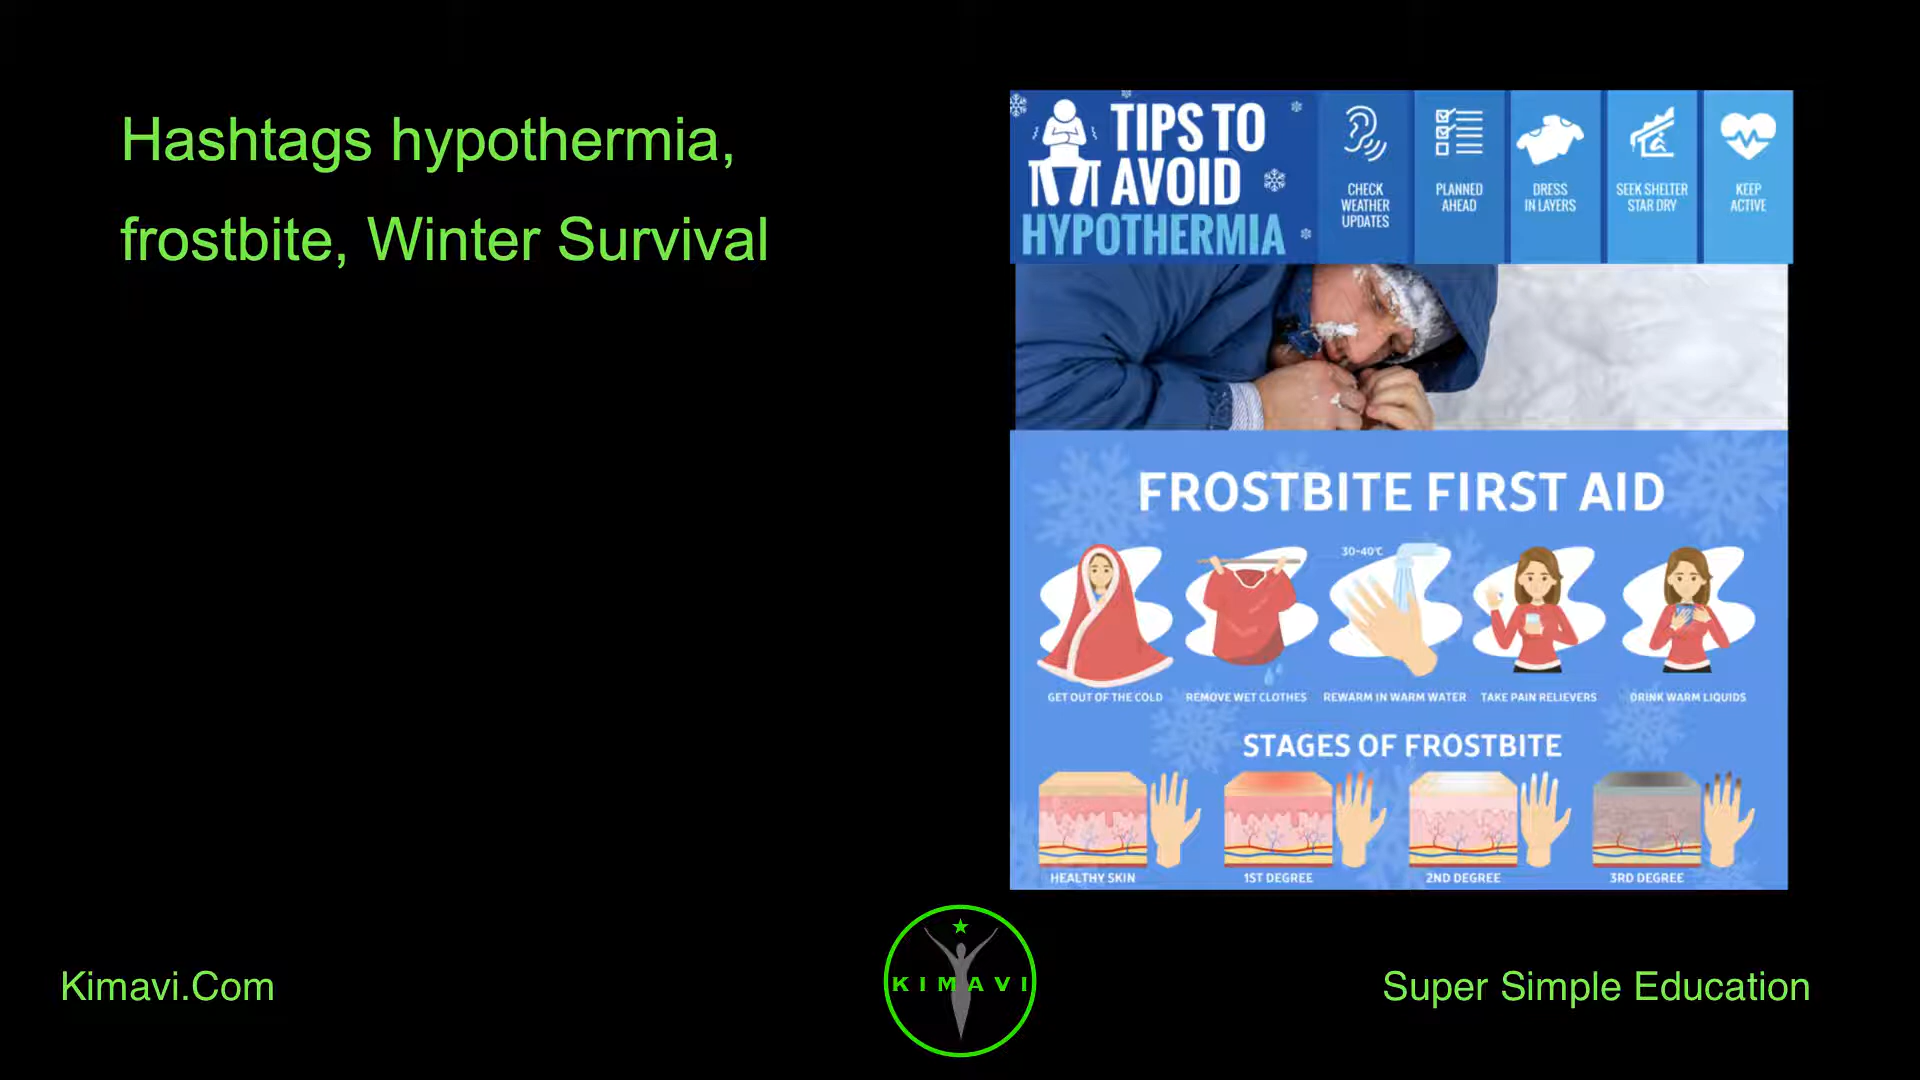 Hashtags hypothermia,
frostbite, Winter Survival
TIPS TO
AVOID
HYPOTHERMIA
CHECK
WEATHER
UPDATES
PLANNED
AHEAD
DRESS
IN LAYERS
SEEK SHELTER
STAR DRY
KEEP
ACTIVE
FROSTBITE FIRST AID
30-40°C
GET OUT OF THE COLD
REMOVE WET CLOTHES
REWARM IN WARM WATER
TAKE PAIN RELIEVERS
DRINK WARM LIQUIDS
STAGES OF FROSTBITE
HEALTHY SKIN
1ST DEGREE
2ND DEGREE
3RD DEGREE
Kimavi.Com
KIMAVI
Super Simple Education